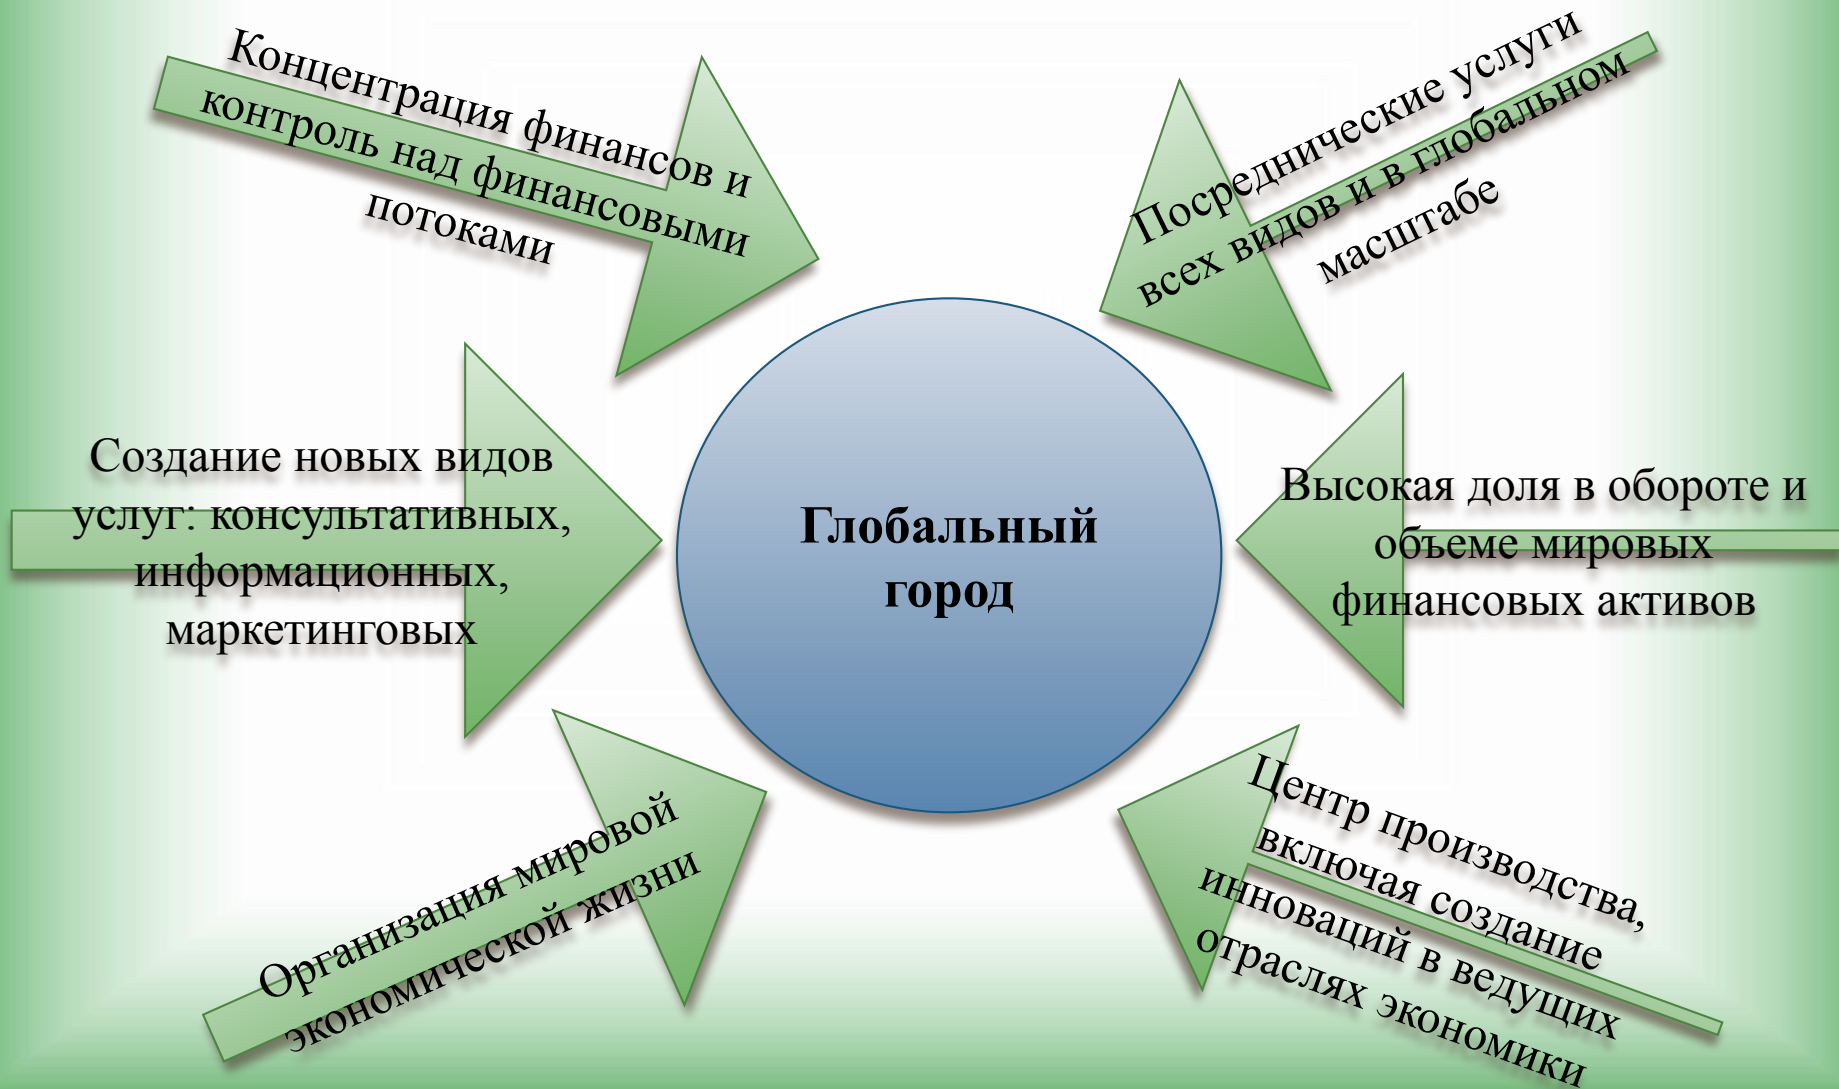 Концентрация финансов и
контроль над финансовыми
потоками
Посреднические услуги
всех видов и в глобальном
масштабе
Создание новых видов
услуг: консультативных,
информационных,
маркетинговых
Глобальный
город
Высокая доля в обороте и
объеме мировых
финансовых активов
Организация мировой
экономической жизни
Центр производства,
включая создание
инноваций в ведущих
отраслях экономики